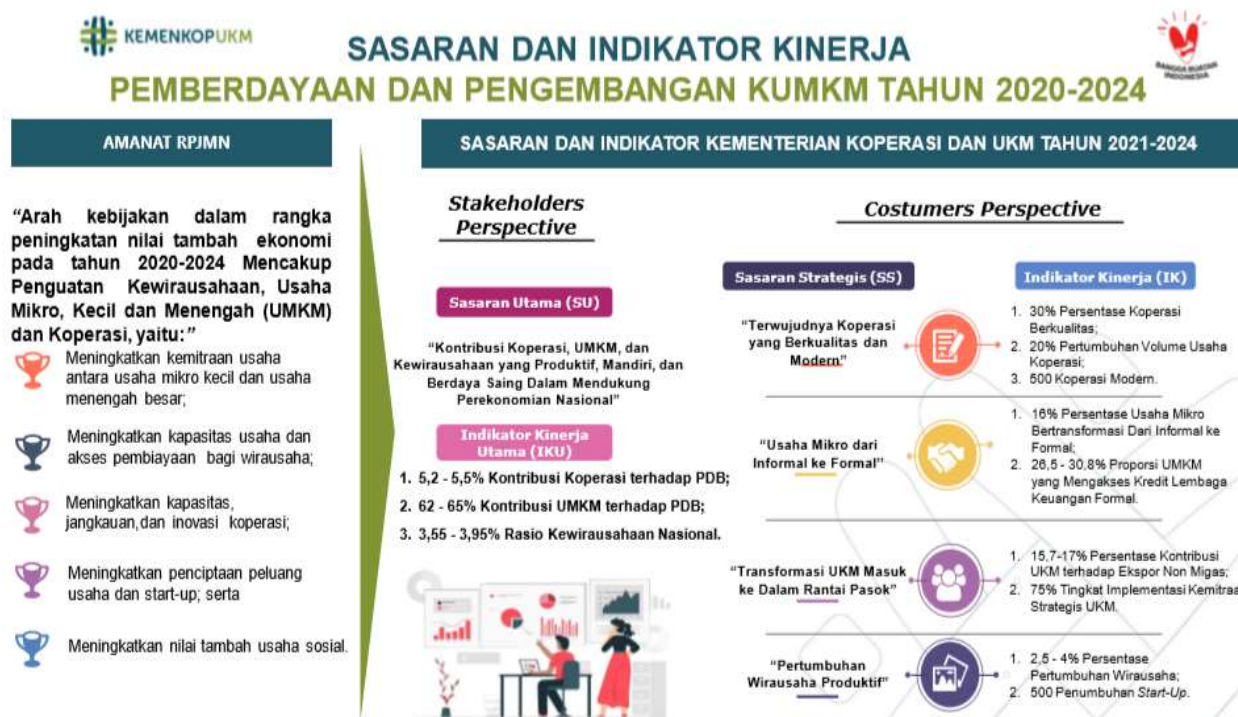 KEMENKOPUKM
SASARAN DAN INDIKATOR KINERJA
PEMBERDAYAAN DAN PENGEMBANGAN KUMKM TAHUN 2020-2024
BANGGA BUATAN
INDONESIA
AMANAT RPJMN
"Arah kebijakan dalam rangka
peningkatan nilai tambah ekonomi
pada tahun 2020-2024 Mencakup
Penguatan Kewirausahaan, Usaha
Mikro, Kecil dan Menengah (UMKM)
dan Koperasi, yaitu:"
Meningkatkan kemitraan usaha
antara usaha mikro kecil dan usaha
menengah besar;
Meningkatkan kapasitas usaha dan
akses pembiayaan bagi wirausaha;
Meningkatkan kapasitas,
jangkauan,dan inovasi koperasi;
Meningkatkan penciptaan peluang
usaha dan start-up; serta
Meningkatkan nilai tambah usaha sosial.
SASARAN DAN INDIKATOR KEMENTERIAN KOPERASI DAN UKM TAHUN 2021-2024
Stakeholders
Perspective
Sasaran Utama (SU)
"Kontribusi Koperasi, UMKM, dan
Kewirausahaan yang Produktif, Mandiri, dan
Berdaya Saing Dalam Mendukung
Perekonomian Nasional"
Indikator Kinerja
Utama (IKU)
1. 5,2 - 5,5% Kontribusi Koperasi terhadap PDB;
2. 62 - 65% Kontribusi UMKM terhadap PDB;
3. 3,55 - 3,95% Rasio Kewirausahaan Nasional.
Costumers Perspective
Sasaran Strategis (SS)
Indikator Kinerja (IK)
"Terwujudnya Koperasi
yang Berkualitas dan
Modern"
1. 30% Persentase Koperasi
Berkualitas;
2. 20% Pertumbuhan Volume Usaha
Koperasi;
3. 500 Koperasi Modern.
"Usaha Mikro dari
Informal ke Formal"
1. 16% Persentase Usaha Mikro
Bertransformasi Dari Informal ke
Formal;
2. 26,5 - 30,8% Proporsi UMKM
yang Mengakses Kredit Lembaga
Keuangan Formal.
"Transformasi UKM Masuk
ke Dalam Rantai Pasok"
1. 15,7-17% Persentase Kontribusi
UKM terhadap Ekspor Non Migas;
2. 75% Tingkat Implementasi Kemitraa
Strategis UKM.
"Pertumbuhan
Wirausaha Produktif"
1. 2,5 - 4% Persentase
Pertumbuhan Wirausaha;
2. 500 Penumbuhan Start-Up.